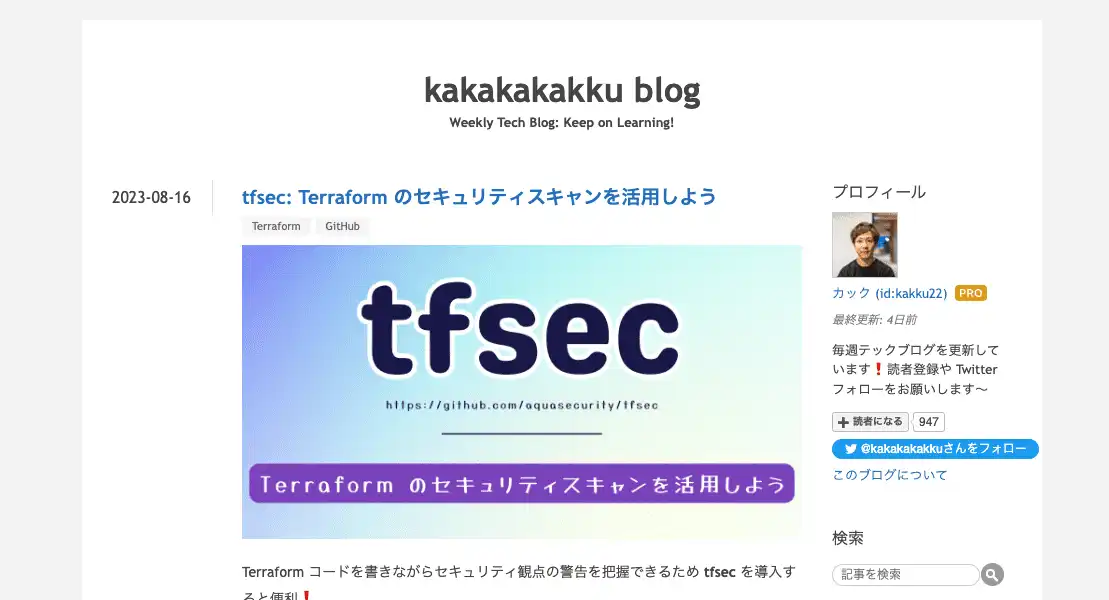 kakakakakku blog
Weekly Tech Blog: Keep on Learning!
2023-08-16
tfsec: Terraform のセキュリティスキャンを活用しよう
Terraform GitHub
tfsec
https://github.com/aquasecurity/tfsec
Terraform のセキュリティスキャンを活用しよう
Terraform コードを書きながらセキュリティ観点の警告を把握できるため tfsec を導入す
ると便利❗
プロフィール
カック (id:kakku22) PRO
最終更新: 4日前
毎週テックブログを更新して
います❗読者登録や Twitter
フォローをお願いします〜
読者になる 947
@kakakakakkuさんをフォロー
このブログについて
検索
記事を検索